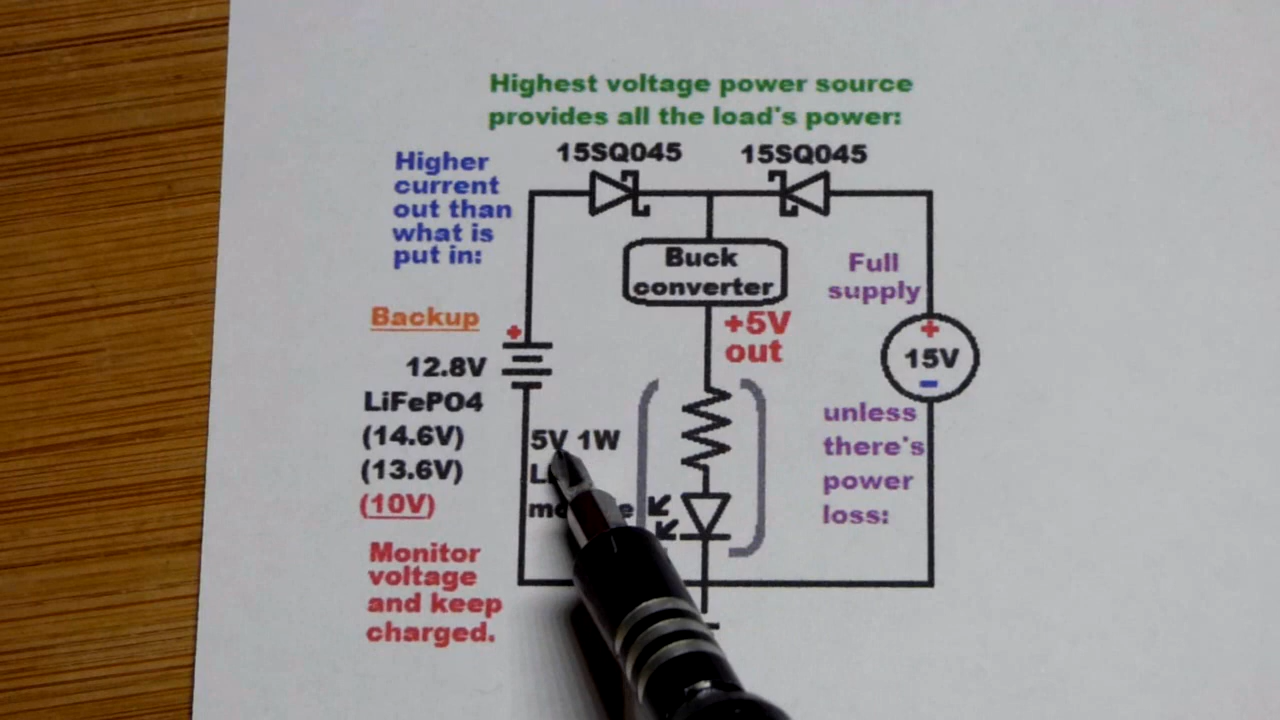 Highest voltage power source
provides all the load's power:
15SQ045
15SQ045
Higher
current
out than
what is
put in:
Buck
converter
Full
supply
+5V
out
Backup
+
12.8V
LiFePO4
(14.6V)
(13.6V)
(10V)
+
15V
-
5V 1W
unless
there's
power
loss:
Monitor
voltage
and keep
charged.